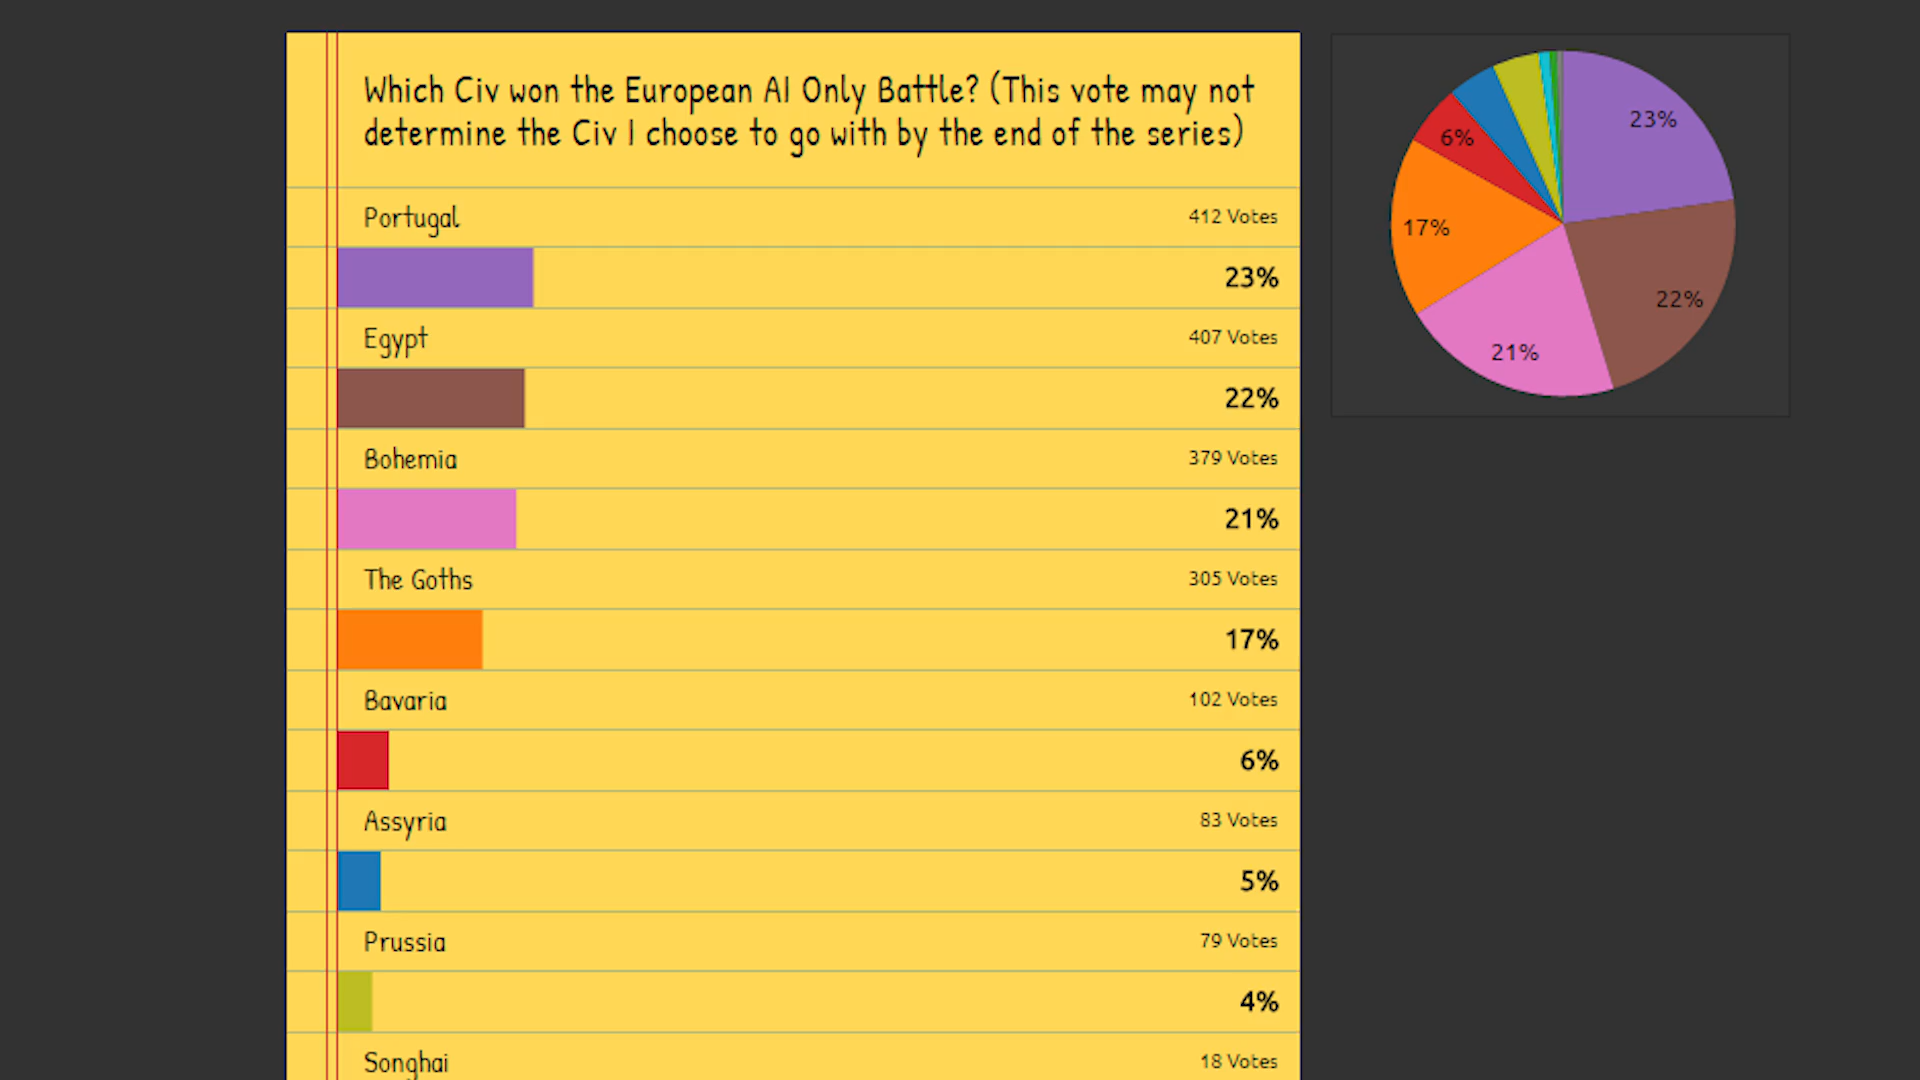 Which Civ won the European AI Only Battle? (This vote may not
determine the Civ I choose to go with by the end of the series)
Portugal 412 Votes
23%
Egypt 407 Votes
22%
Bohemia 379 Votes
21%
The Goths 305 Votes
17%
Bavaria 102 Votes
6%
Assyria 83 Votes
5%
Prussia 79 Votes
4%
Songhai 18 Votes
23%
6%
17%
22%
21%